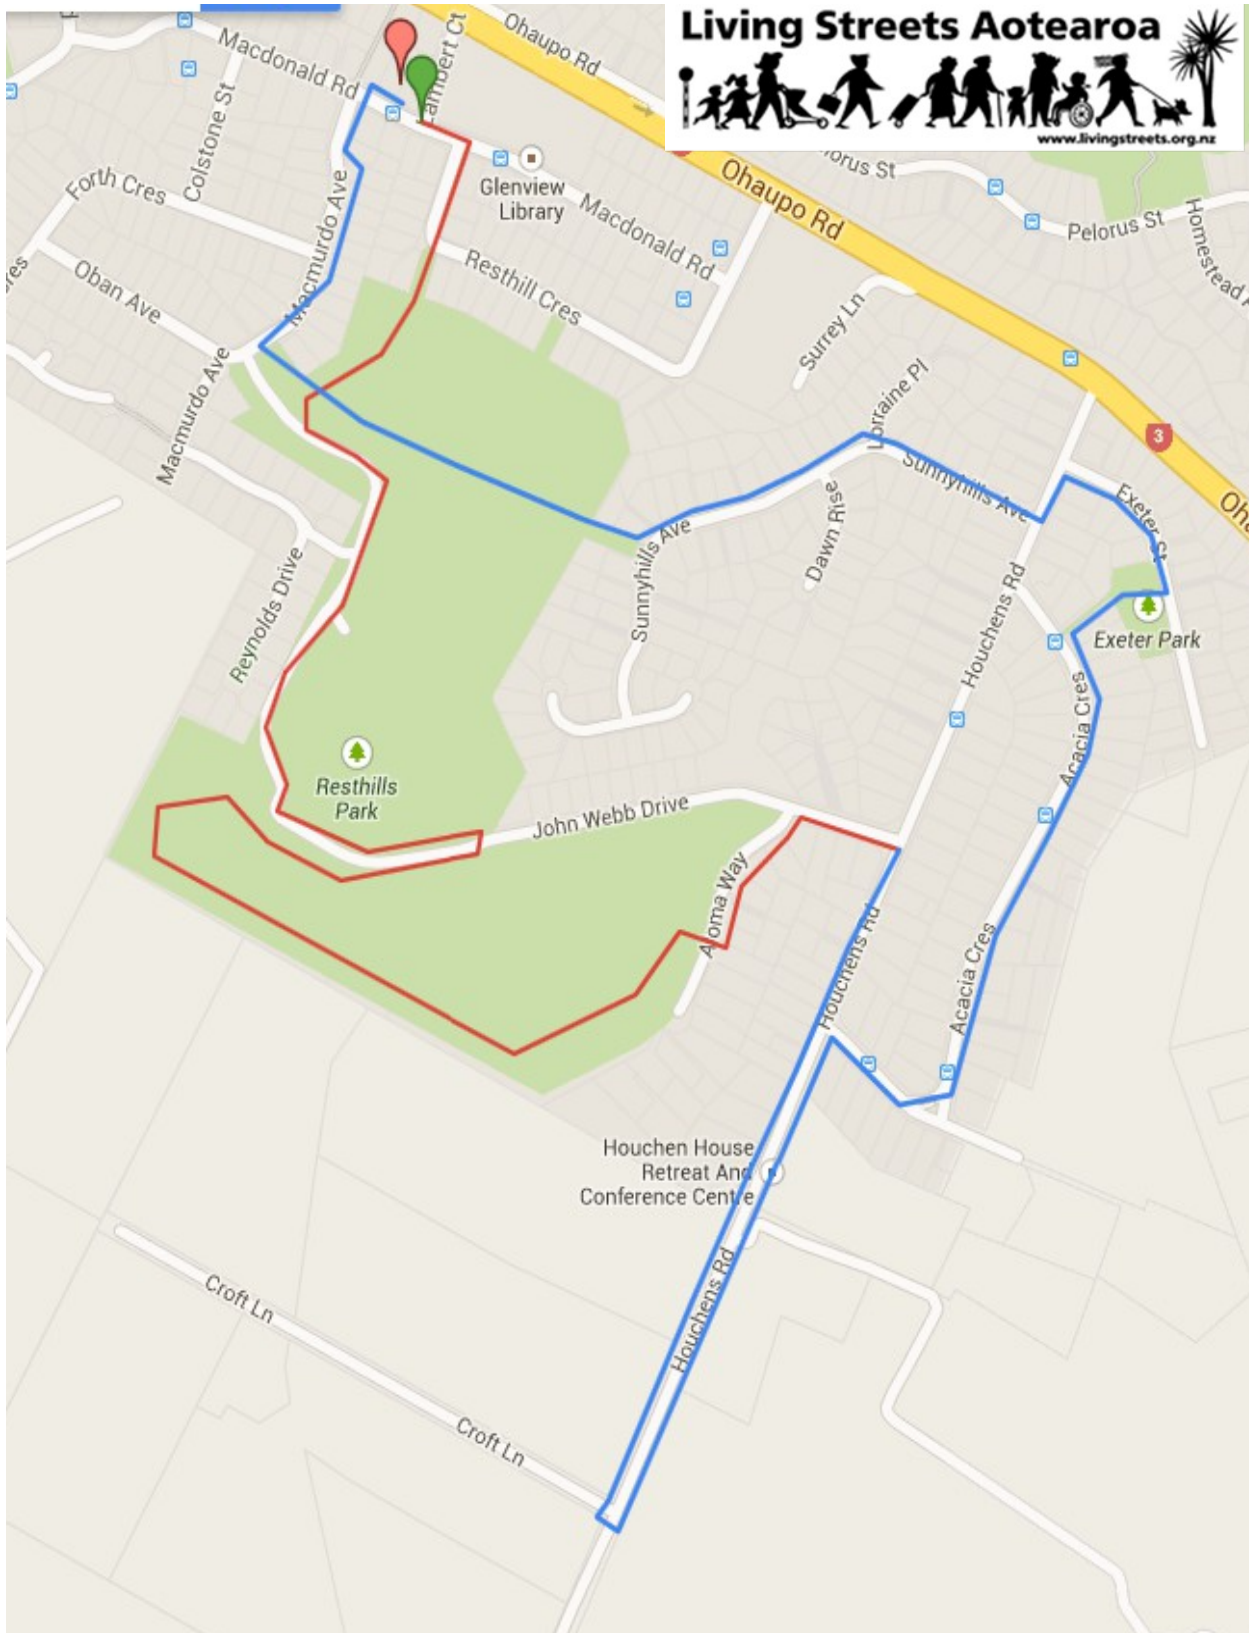 Living Streets Aotearoa
www.livingstreets.org.nz
Ohaupo Rd
Lambert Ct
Macdonald Rd
Colstone St
Forth Cres
Glenview
Library
Macdonald Rd
Ohaupo Rd
Pelorus St
Homestead
Macmurdo Ave
Resthill Cres
Oban Ave
Surrey Ln
Macmurdo Ave
Lorraine Pl
3
Sunnyhills Ave
Exeter St
Sunnyhills Ave
Dawn Rise
Reynolds Drive
Houchens Rd
Exeter Park
Acacia Cres
Resthills
Park
John Webb Drive
Aroma Way
Houchens Rd
Acacia Cres
Houchen House
Retreat And
Conference Centre
Houchens Rd
Croft Ln
Croft Ln